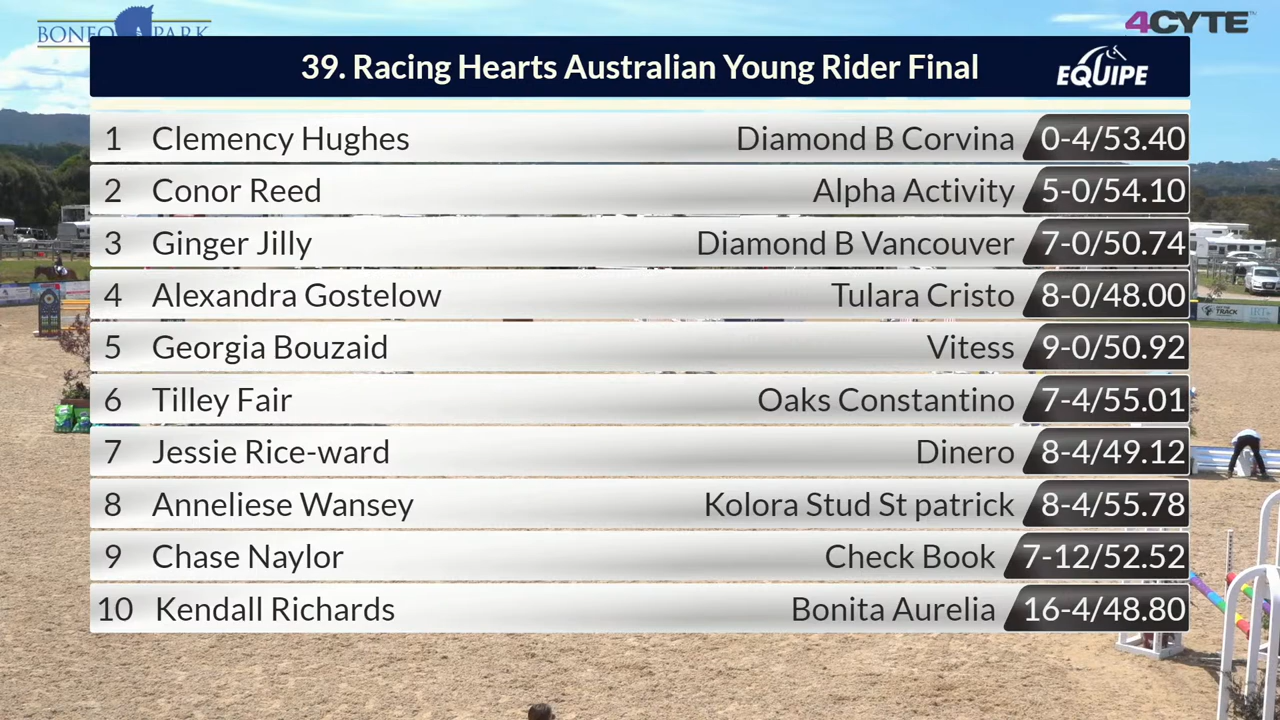 BONEO PARK
4CYTE
39. Racing Hearts Australian Young Rider Final
EQUIPE
1 Clemency Hughes Diamond B Corvina 0-4/53.40
2 Conor Reed Alpha Activity 5-0/54.10
3 Ginger Jilly Diamond B Vancouver 7-0/50.74
4 Alexandra Gostelow Tulara Cristo 8-0/48.00
5 Georgia Bouzaid Vitess 9-0/50.92
6 Tilley Fair Oaks Constantino 7-4/55.01
7 Jessie Rice-ward Dinero 8-4/49.12
8 Anneliese Wansey Kolora Stud St patrick 8-4/55.78
9 Chase Naylor Check Book 7-12/52.52
10 Kendall Richards Bonita Aurelia 16-4/48.80
TRACK